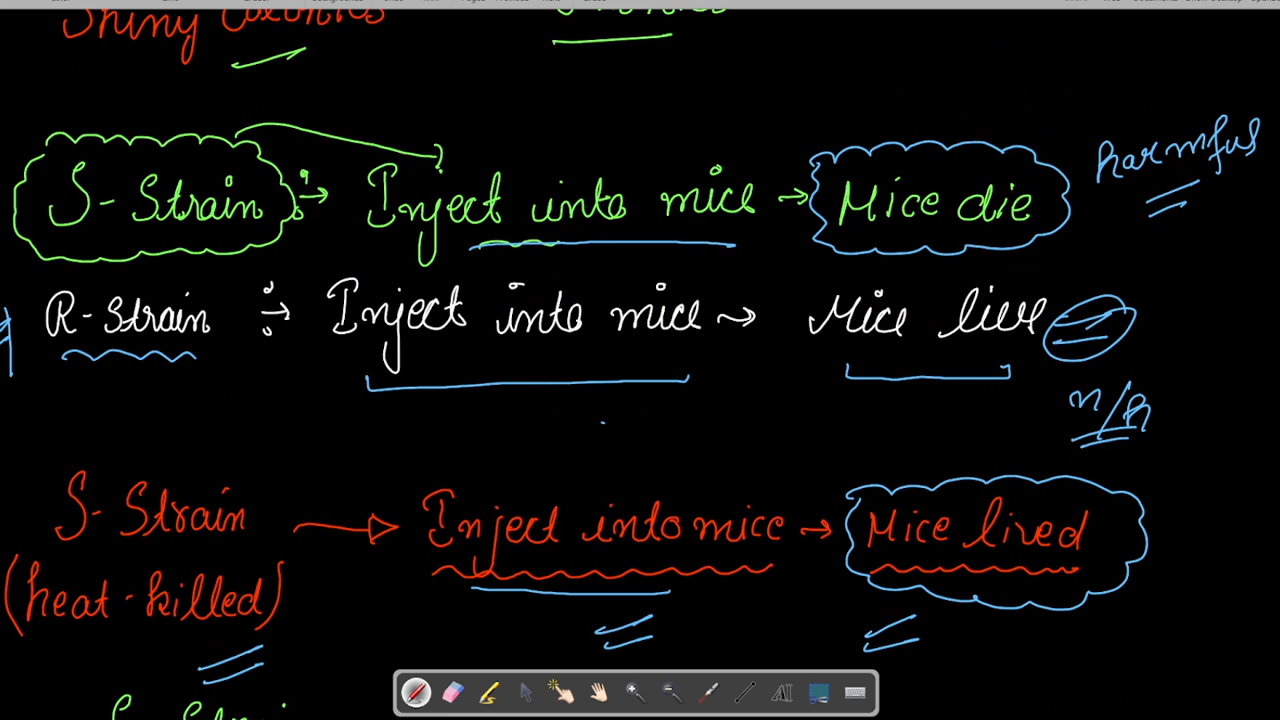 Shiny Colonies
S-Strain :→ Inject into mice → Mice die harmful
R-Strain :→ Inject into mice → Mice live
n/h
S-Strain → Inject into mice → Mice lived
(heat-killed)